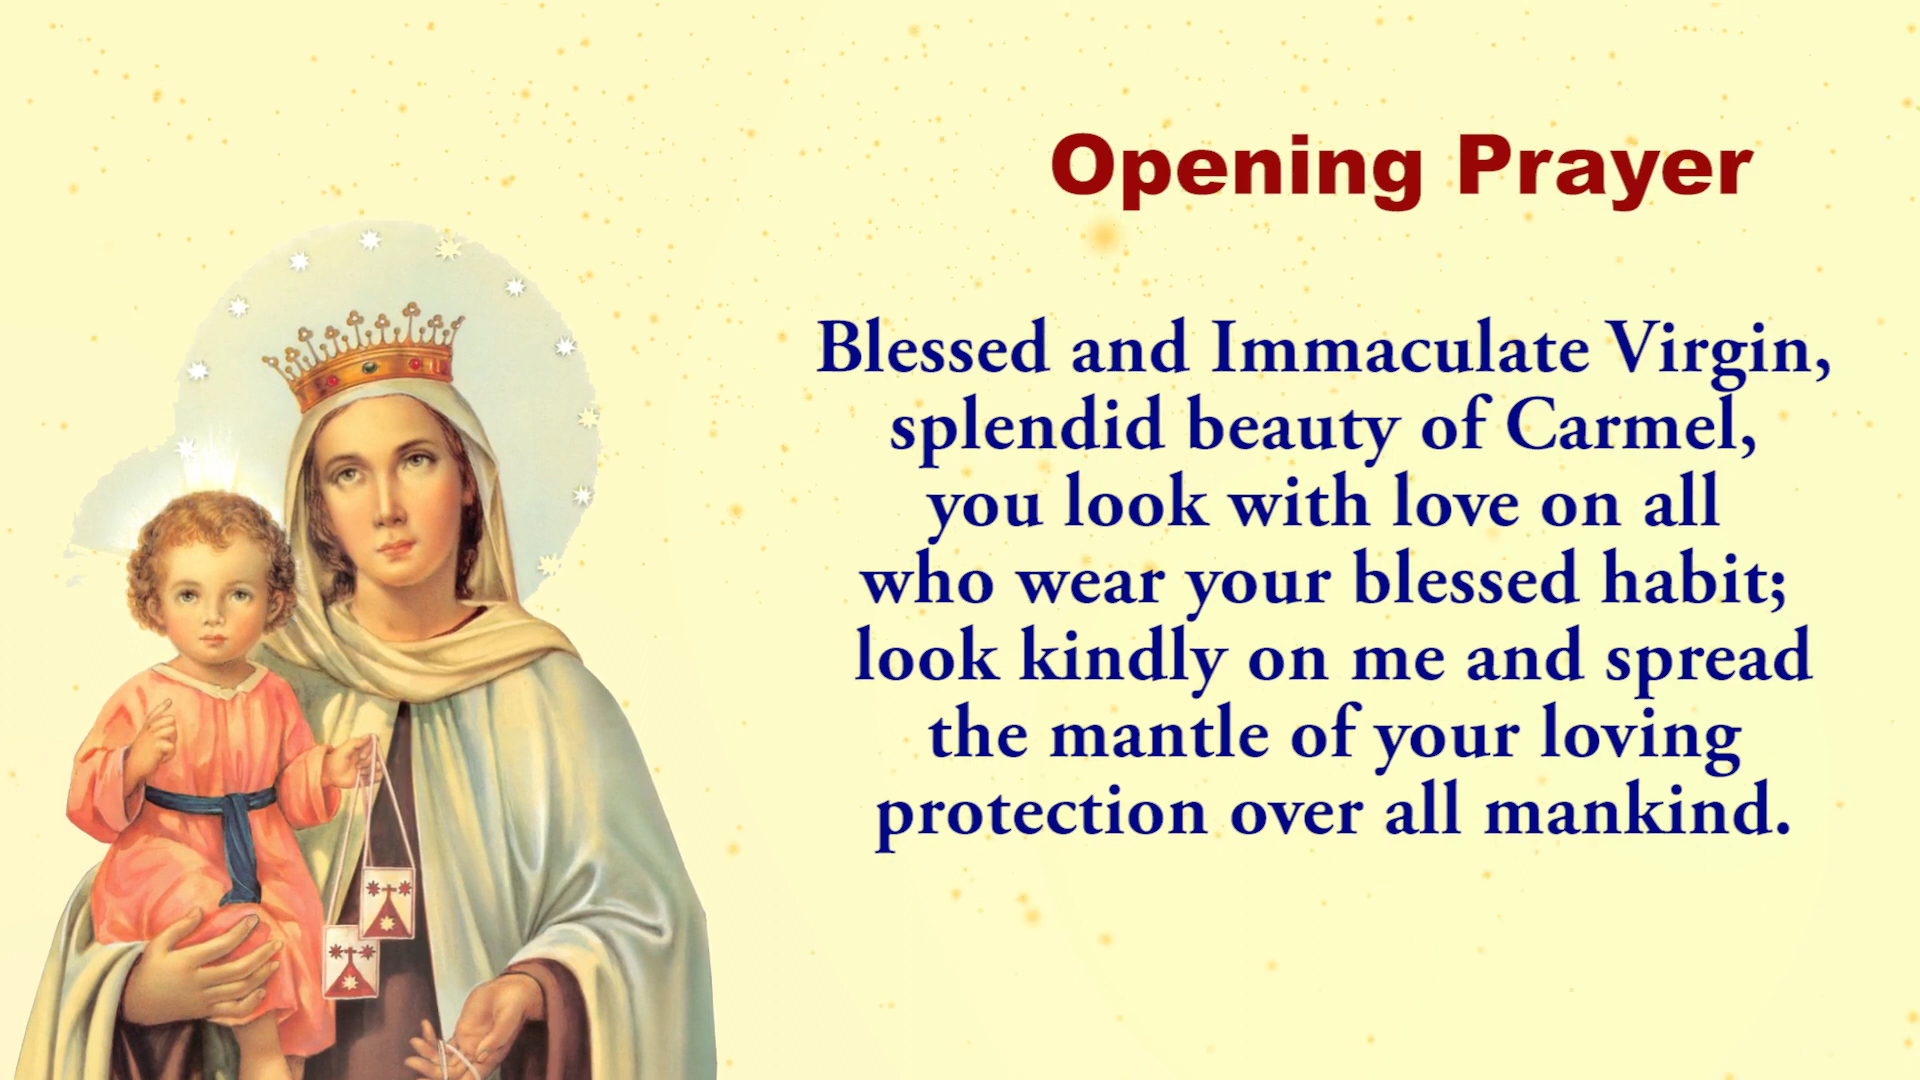 Opening Prayer
Blessed and Immaculate Virgin,
splendid beauty of Carmel,
you look with love on all
who wear your blessed habit;
look kindly on me and spread
the mantle of your loving
protection over all mankind.